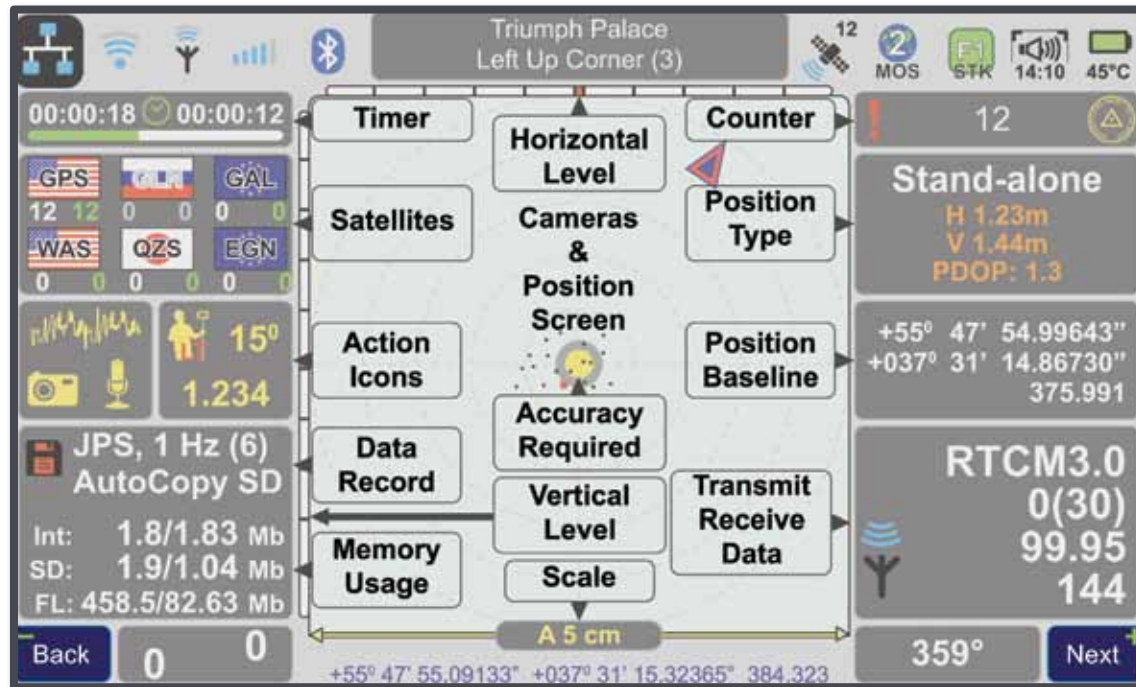 Triumph Palace
Left Up Corner (3)
12
2
MOS
F1
STK
14:10
45°C
00:00:18 00:00:12
GPS GLN GAL
12 12 0 0 0 0
WAS QZS EGN
0 0 0 0 0 0
15⁰
1.234
JPS, 1 Hz (6)
AutoCopy SD
Int: 1.8/1.83 Mb
SD: 1.9/1.04 Mb
FL: 458.5/82.63 Mb
Back
0 0
Timer
Satellites
Action
Icons
Data
Record
Memory
Usage
Horizontal
Level
Cameras
&
Position
Screen
Accuracy
Required
Vertical
Level
Scale
A 5 cm
+55⁰ 47' 55.09133" +037⁰ 31' 15.32365" 384.323
Counter
Position
Type
Position
Baseline
Transmit
Receive
Data
! 12
Stand-alone
H 1.23m
V 1.44m
PDOP: 1.3
+55⁰ 47' 54.99643"
+037⁰ 31' 14.86730"
375.991
RTCM3.0
0(30)
99.95
144
359°
Next